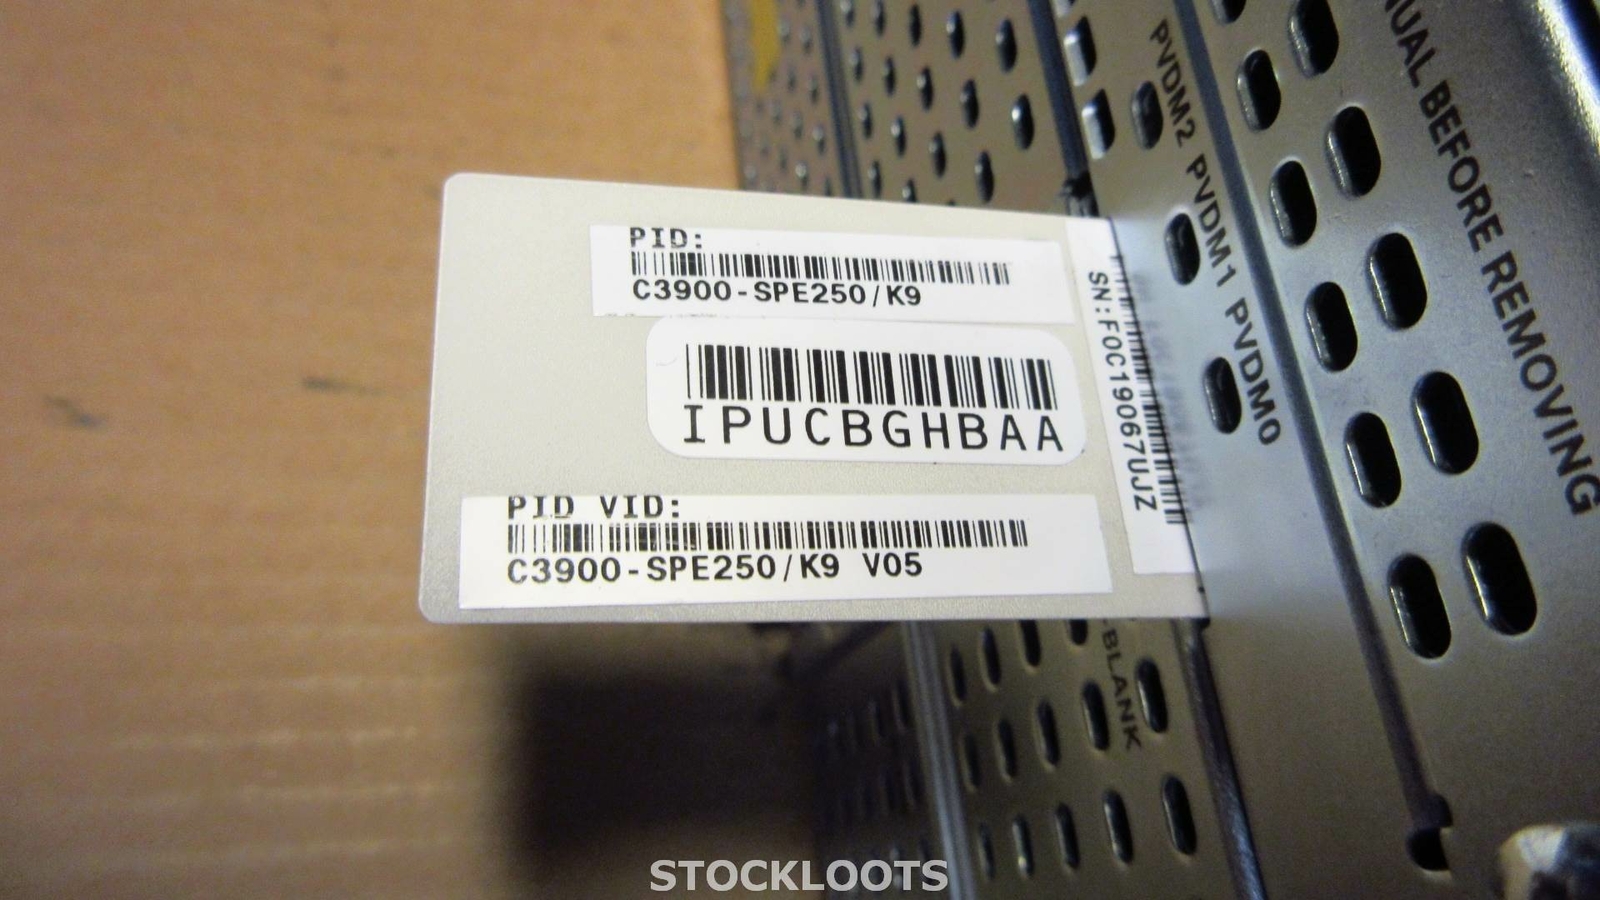 PID:
C3900-SPE250/K9
IPUCBGHBAA
PID VID:
C3900-SPE250/K9 V05
SN:FOC19067UJZ
PVDM2 PVDM1 PVDM0
BEFORE REMOVING
-BLANK
STOCKLOOTS